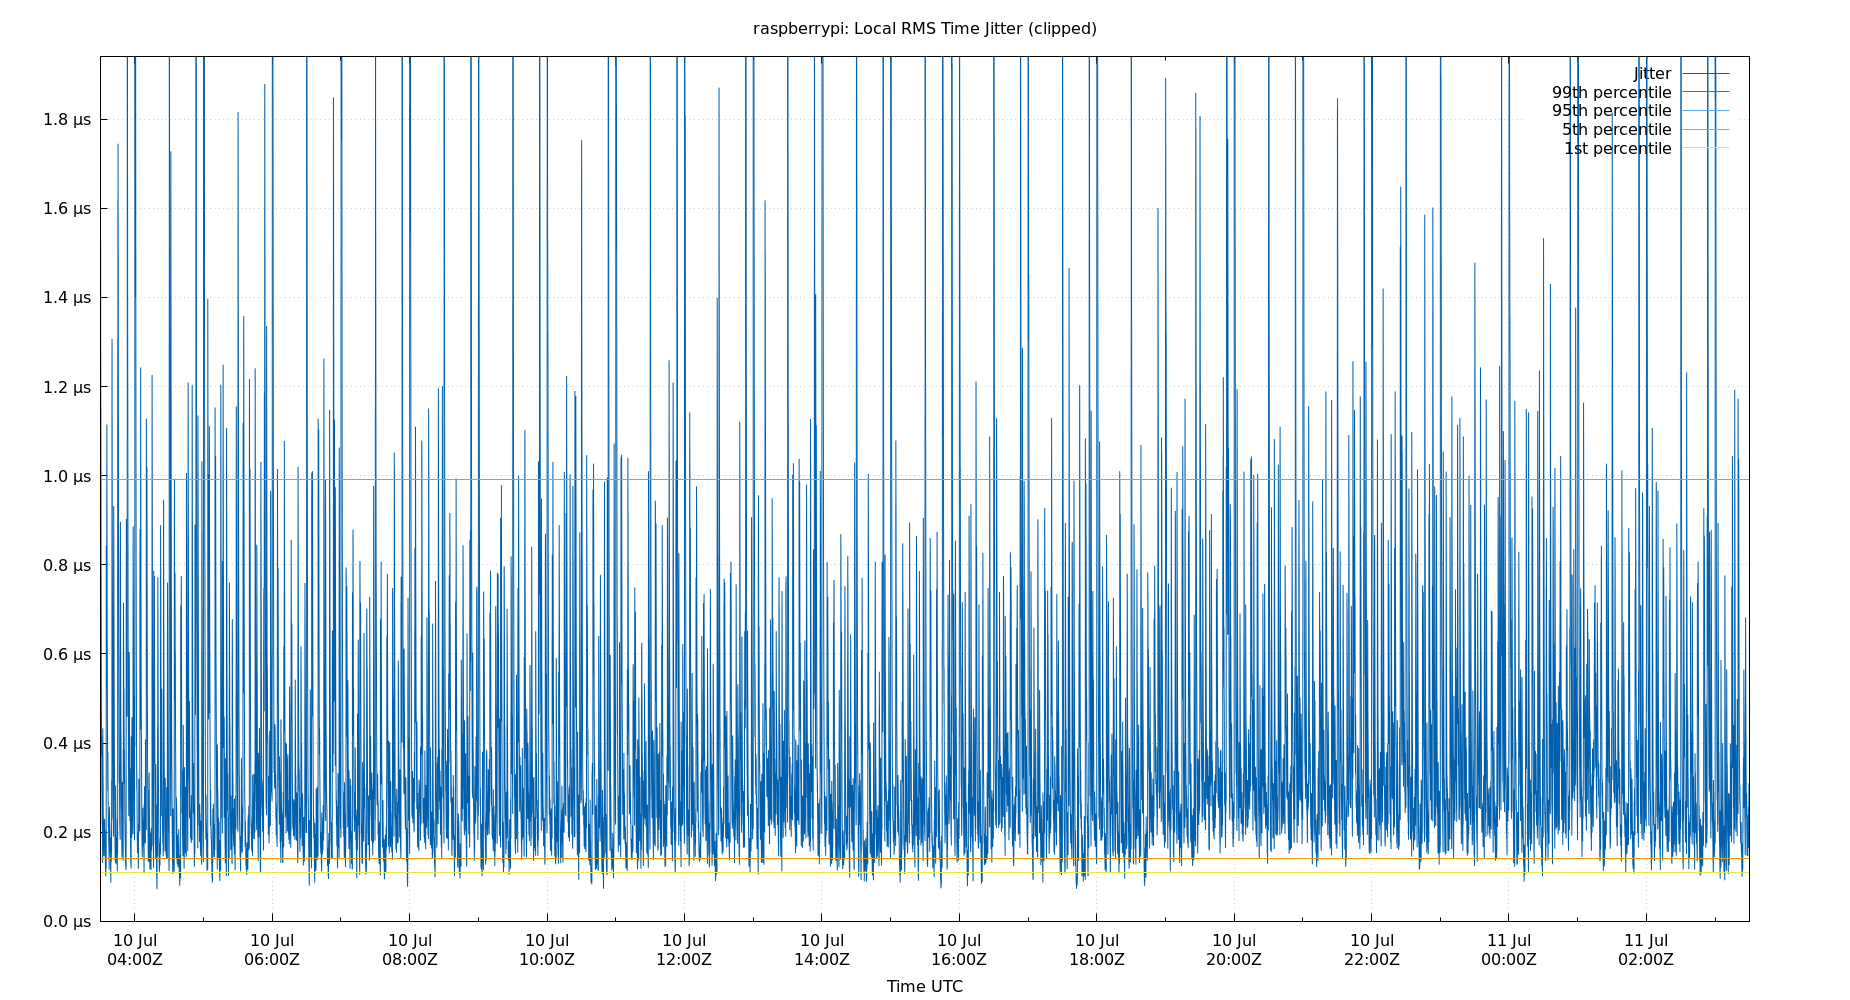 raspberrypi: Local RMS Time Jitter (clipped)
Jitter
99th percentile
95th percentile
5th percentile
1st percentile
1.8 µs
1.6 µs
1.4 µs
1.2 µs
1.0 µs
0.8 µs
0.6 µs
0.4 µs
0.2 µs
0.0 µs
10 Jul 10 Jul 10 Jul 10 Jul 10 Jul 10 Jul 10 Jul 10 Jul 10 Jul 10 Jul 11 Jul 11 Jul
04:00Z 06:00Z 08:00Z 10:00Z 12:00Z 14:00Z 16:00Z 18:00Z 20:00Z 22:00Z 00:00Z 02:00Z
Time UTC